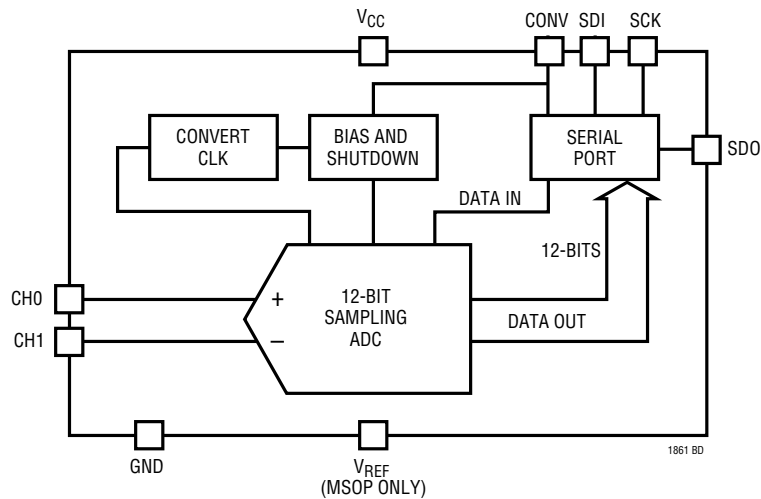 VCC
CONV
SDI
SCK
CONVERT
CLK
BIAS AND
SHUTDOWN
SERIAL
PORT
SDO
DATA IN
12-BITS
CH0
+
12-BIT
SAMPLING
ADC
CH1
−
DATA OUT
GND
VREF
(MSOP ONLY)
1861 BD